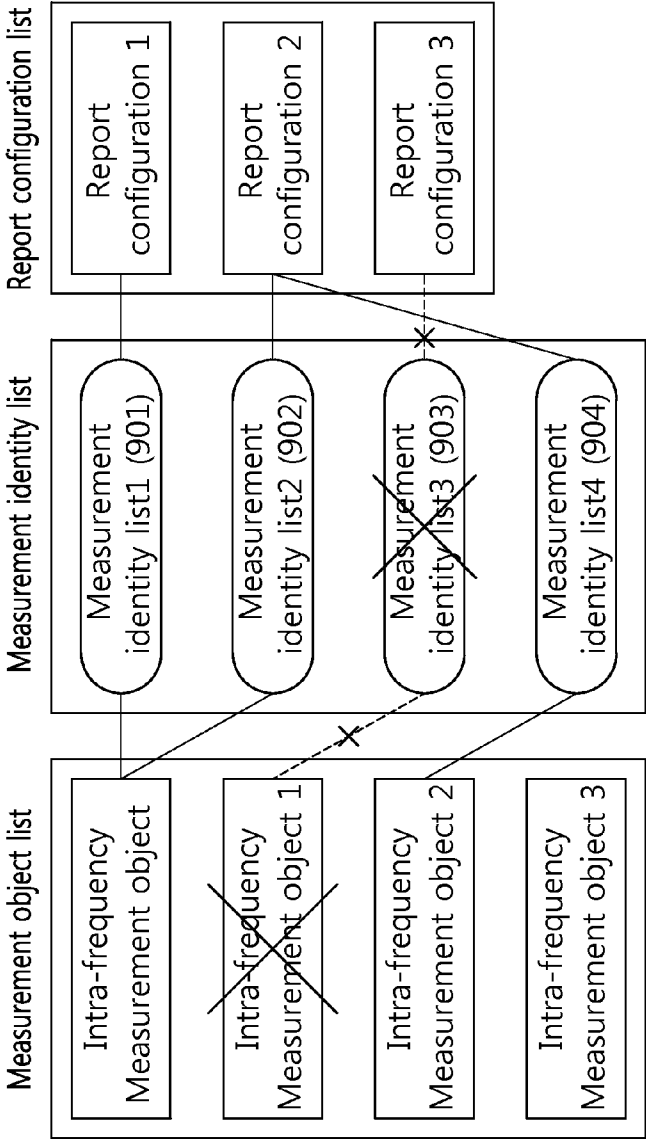 Measurement object list
Intra-frequency
Measurement object
Intra-frequency
Measurement object 1
Intra-frequency
Measurement object 2
Intra-frequency
Measurement object 3
Measurement identity list
Measurement
identity list1 (901)
Measurement
identity list2 (902)
Measurement
identity list3 (903)
Measurement
identity list4 (904)
Report configuration list
Report
configuration 1
Report
configuration 2
Report
configuration 3